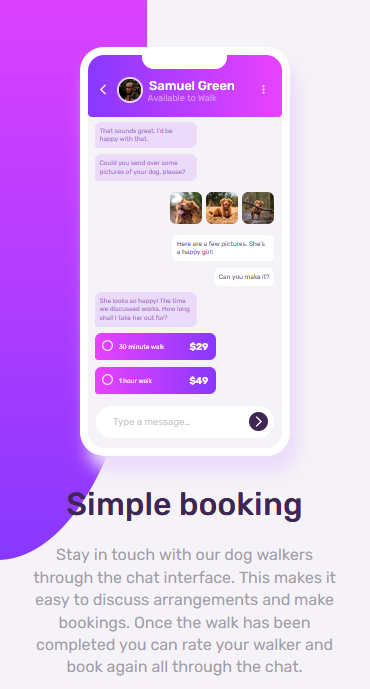 Samuel Green
Available to Walk
That sounds great. I'd be
happy with that.
Could you send over some
pictures of your dog, please?
Here are a few pictures. She's
a happy girl!
Can you make it?
She looks so happy! The time
we discussed works. How long
shall I take her out for?
30 minute walk $29
1 hour walk $49
Type a message…
Simple booking
Stay in touch with our dog walkers
through the chat interface. This makes it
easy to discuss arrangements and make
bookings. Once the walk has been
completed you can rate your walker and
book again all through the chat.